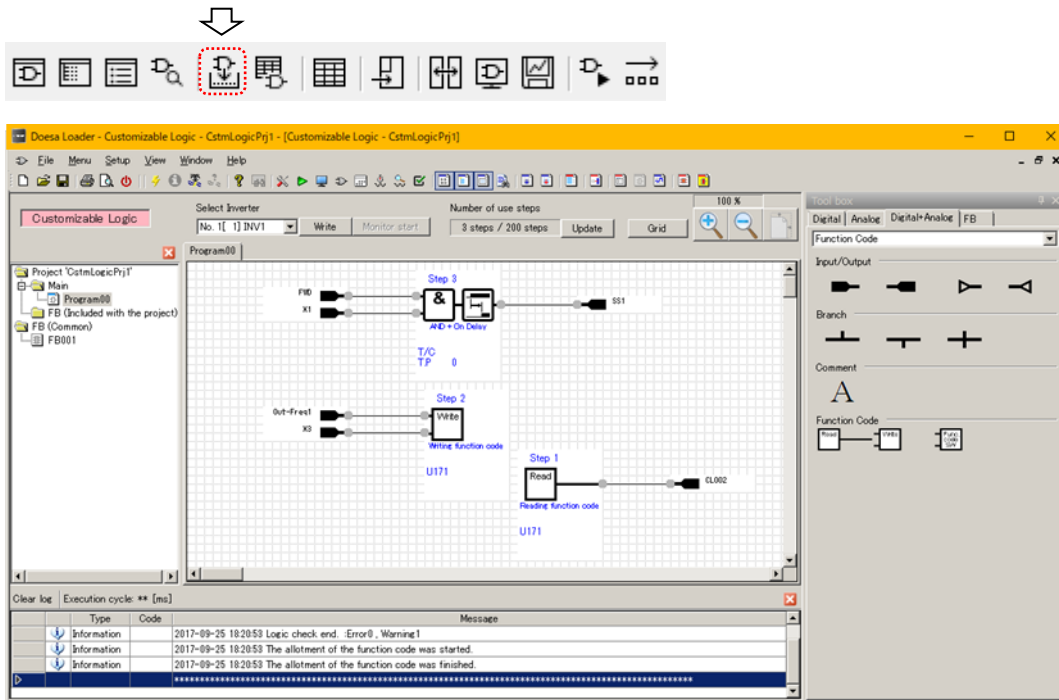 Doesa Loader - Customizable Logic - CstmLogicPrj1 - [Customizable Logic - CstmLogicPrj1]
File Menu Setup View Window Help
Customizable Logic
Select Inverter
No. 1[ 1] INV1
Write
Monitor start
Number of use steps
3 steps / 200 steps
Update
Grid
100 %
Tool box
Digital
Analog
Digital+Analog
FB
Function Code
Input/Output
Branch
Comment
A
Function Code
Read
Write
Func. code S/W
Project 'CstmLogicPrj1'
Main
Program00
FB (Included with the project)
FB (Common)
FB001
Program00
Step 3
FWD
X1
&
SS1
AND + On Delay
T/C
T.P 0
Step 2
Out-Freq1
X3
Write
Writing function code
U171
Step 1
Read
CLO02
Reading function code
U171
Clear log Execution cycle: ** [ms]
Type Code Message
Information 2017-09-25 18:20:53 Logic check end. :Error0 , Warning1
Information 2017-09-25 18:20:53 The allotment of the function code was started.
Information 2017-09-25 18:20:53 The allotment of the function code was finished.